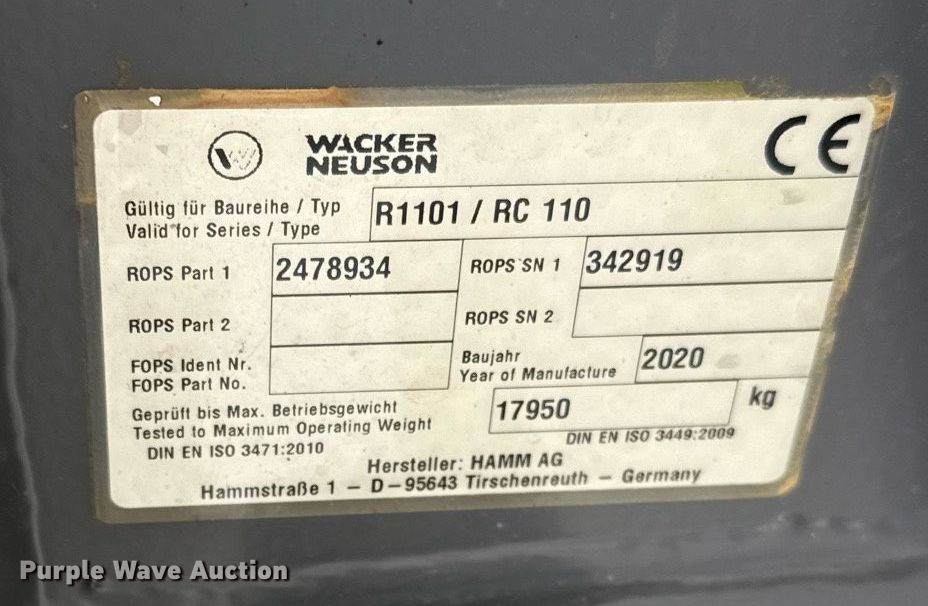 WACKER
NEUSON
CE
Gültig für Baureihe / Typ
Valid for Series / Type
R1101 / RC 110
ROPS Part 1 2478934 ROPS SN 1 342919
ROPS Part 2 ROPS SN 2
FOPS Ident Nr.
FOPS Part No.
Baujahr
Year of Manufacture
2020
Geprüft bis Max. Betriebsgewicht
Tested to Maximum Operating Weight
17950 kg
DIN EN ISO 3471:2010 DIN EN ISO 3449:2009
Hersteller: HAMM AG
Hammstraße 1 – D–95643 Tirschenreuth – Germany
Purple Wave Auction